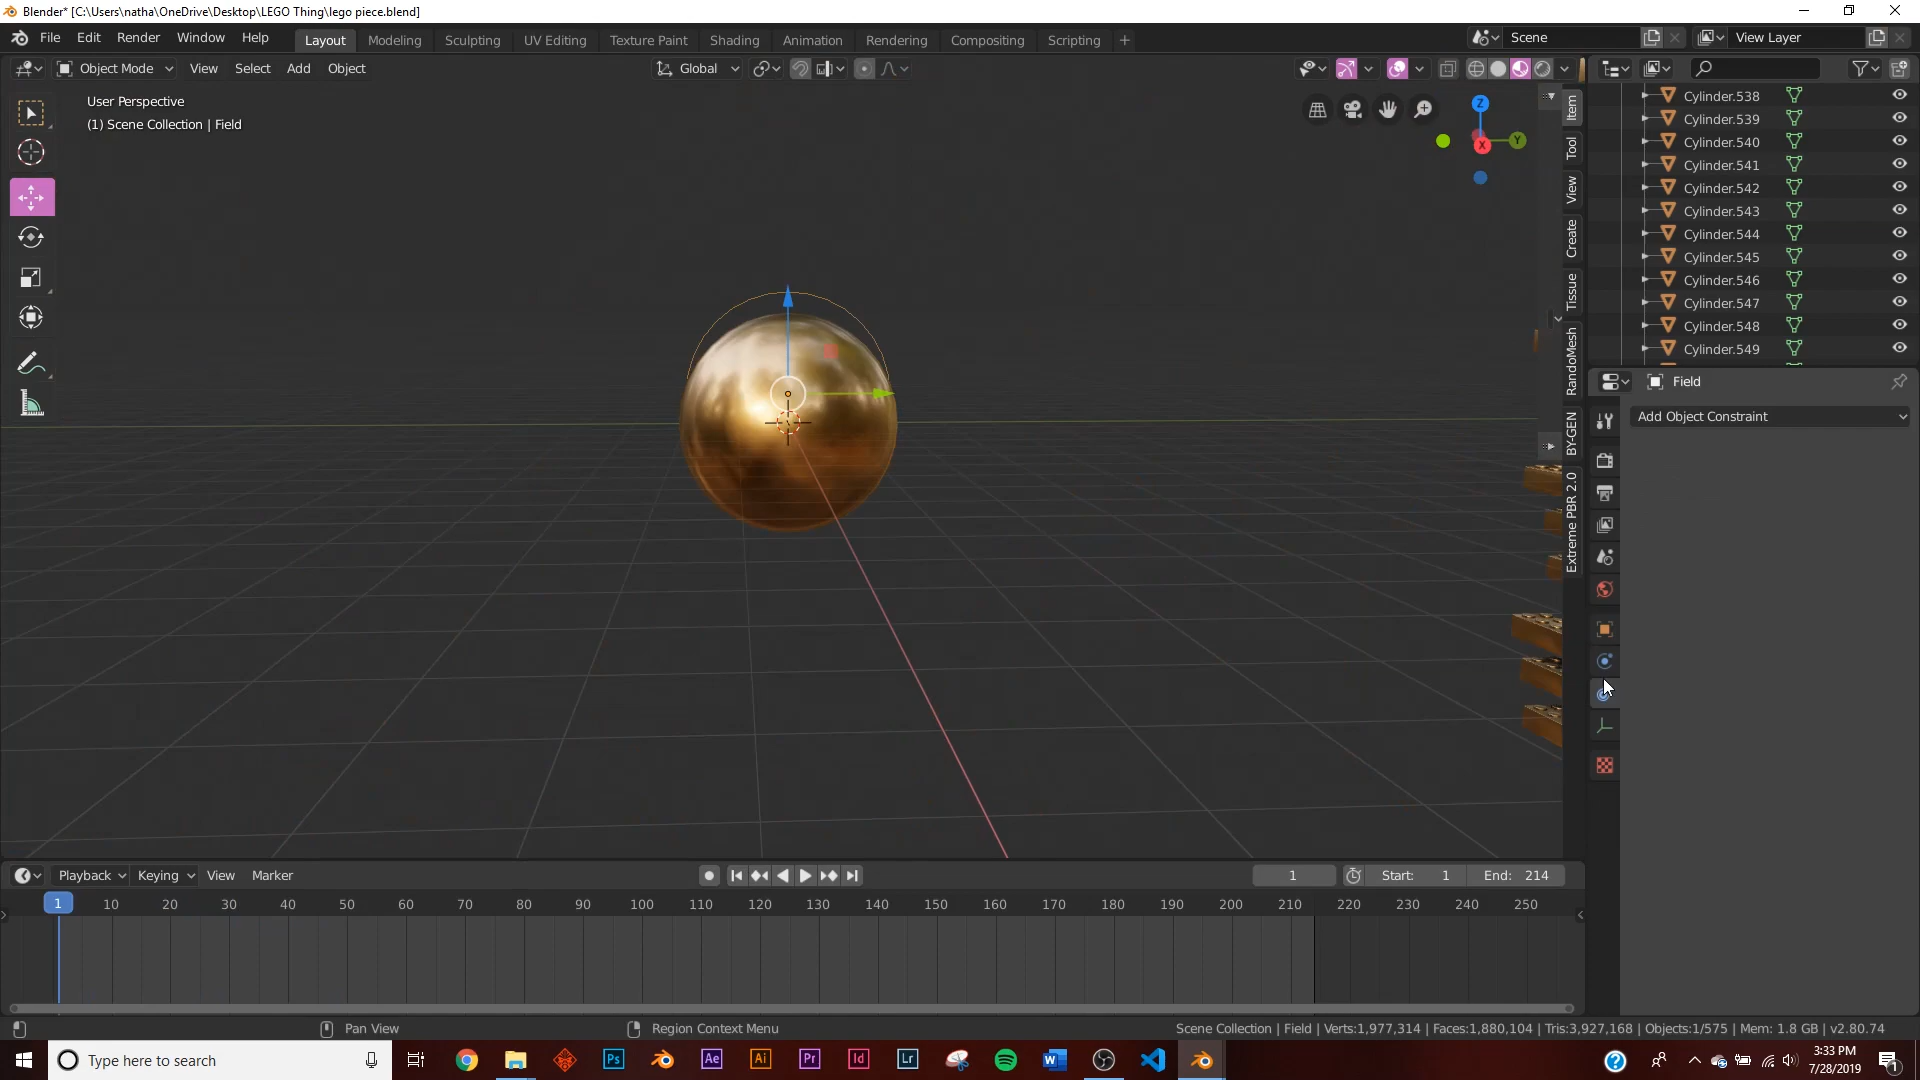 Blender* [C:\Users\natha\OneDrive\Desktop\LEGO Thing\lego piece.blend]
File Edit Render Window Help
Layout Modeling Sculpting UV Editing Texture Paint Shading Animation Rendering Compositing Scripting +
Scene
View Layer
Object Mode View Select Add Object
Global
User Perspective
(1) Scene Collection | Field
Z
Y
X
Item
Tool
View
Create
Tissue
RandoMesh
BY-GEN
Extreme PBR 2.0
Cylinder.538
Cylinder.539
Cylinder.540
Cylinder.541
Cylinder.542
Cylinder.543
Cylinder.544
Cylinder.545
Cylinder.546
Cylinder.547
Cylinder.548
Cylinder.549
Field
Add Object Constraint
Playback Keying View Marker
1
Start: 1
End: 214
1 10 20 30 40 50 60 70 80 90 100 110 120 130 140 150 160 170 180 190 200 210 220 230 240 250
Pan View
Region Context Menu
Scene Collection | Field | Verts:1,977,314 | Faces:1,880,104 | Tris:3,927,168 | Objects:1/575 | Mem: 1.8 GB | v2.80.74
Type here to search
Ps
Ae
Ai
Pr
Id
Lr
W
?
3:33 PM
7/28/2019
1